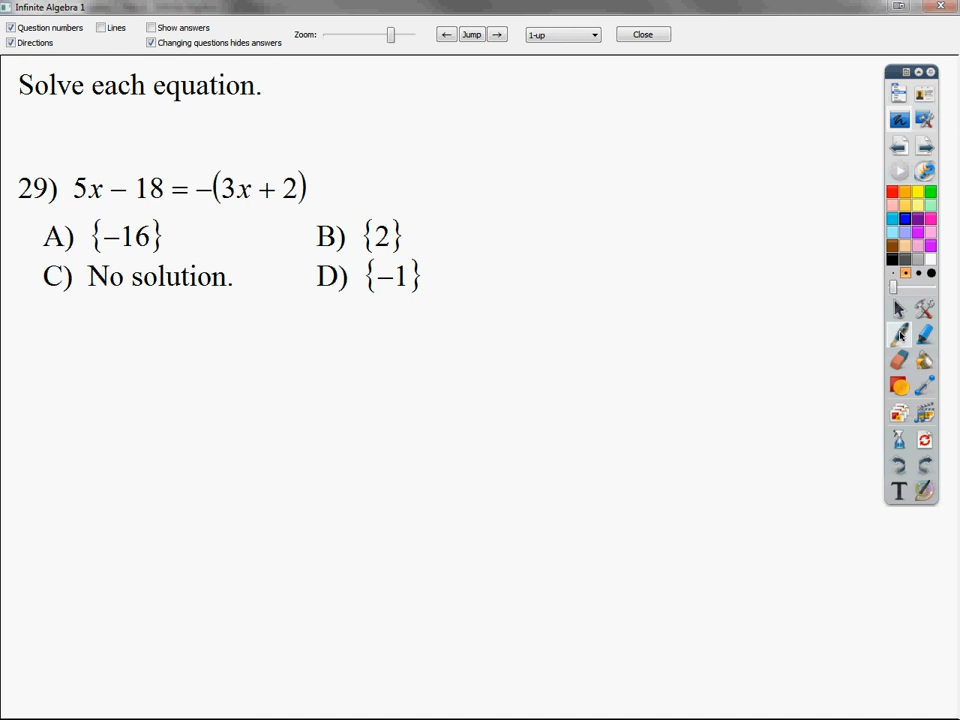 Infinite Algebra 1
Question numbers Lines Show answers
Directions Changing questions hides answers
Zoom: ← Jump → 1-up Close
Solve each equation.
29) 5x − 18 = −(3x + 2)
A) {−16} B) {2}
C) No solution. D) {−1}
T